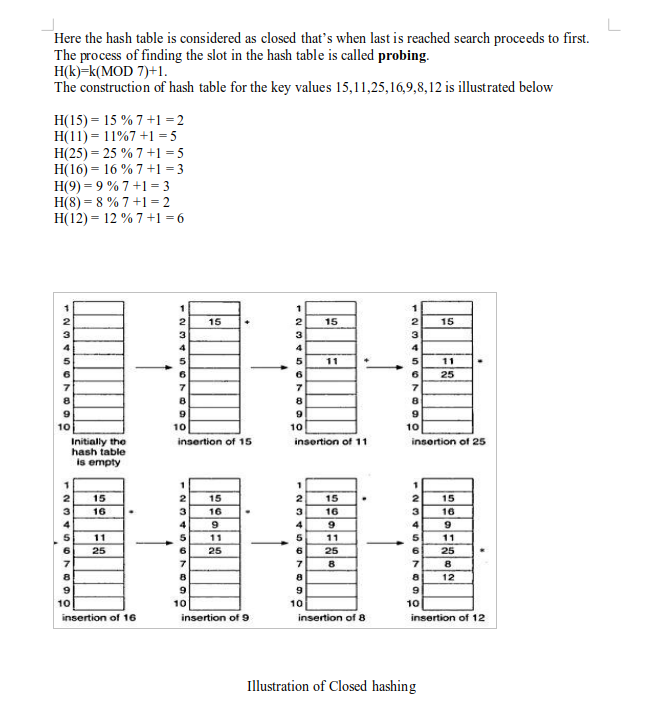 Here the hash table is considered as closed that’s when last is reached search proceeds to first.
The process of finding the slot in the hash table is called probing.
H(k)=k(MOD 7)+1.
The construction of hash table for the key values 15,11,25,16,9,8,12 is illustrated below
H(15) = 15 % 7 +1 = 2
H(11) = 11%7 +1 = 5
H(25) = 25 % 7 +1 = 5
H(16) = 16 % 7 +1 = 3
H(9) = 9 % 7 +1 = 3
H(8) = 8 % 7 +1 = 2
H(12) = 12 % 7 +1 = 6
1 1 1 1
2 2 15 2 15 2 15
3 3 3 3
4 4 4 4
5 5 5 11 5 11
6 6 6 6 25
7 7 7 7
8 8 8 8
9 9 9 9
10 10 10 10
Initially the insertion of 15 insertion of 11 insertion of 25
hash table
is empty
1 1 1 1
2 15 2 15 2 15 2 15
3 16 3 16 3 16 3 16
4 4 9 4 9 4 9
5 11 5 11 5 11 5 11
6 25 6 25 6 25 6 25
7 7 7 8 7 8
8 8 8 8 12
9 9 9 9
10 10 10 10
insertion of 16 insertion of 9 insertion of 8 insertion of 12
Illustration of Closed hashing